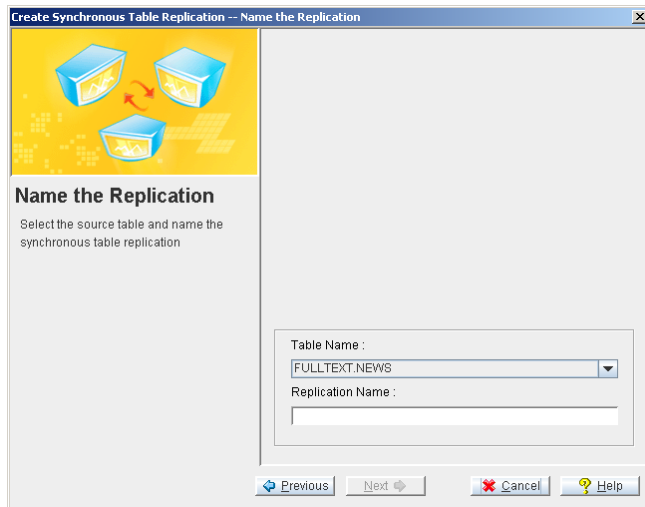 Create Synchronous Table Replication -- Name the Replication
Name the Replication
Select the source table and name the
synchronous table replication
Table Name :
FULLTEXT.NEWS
Replication Name :
Previous
Next
Cancel
Help